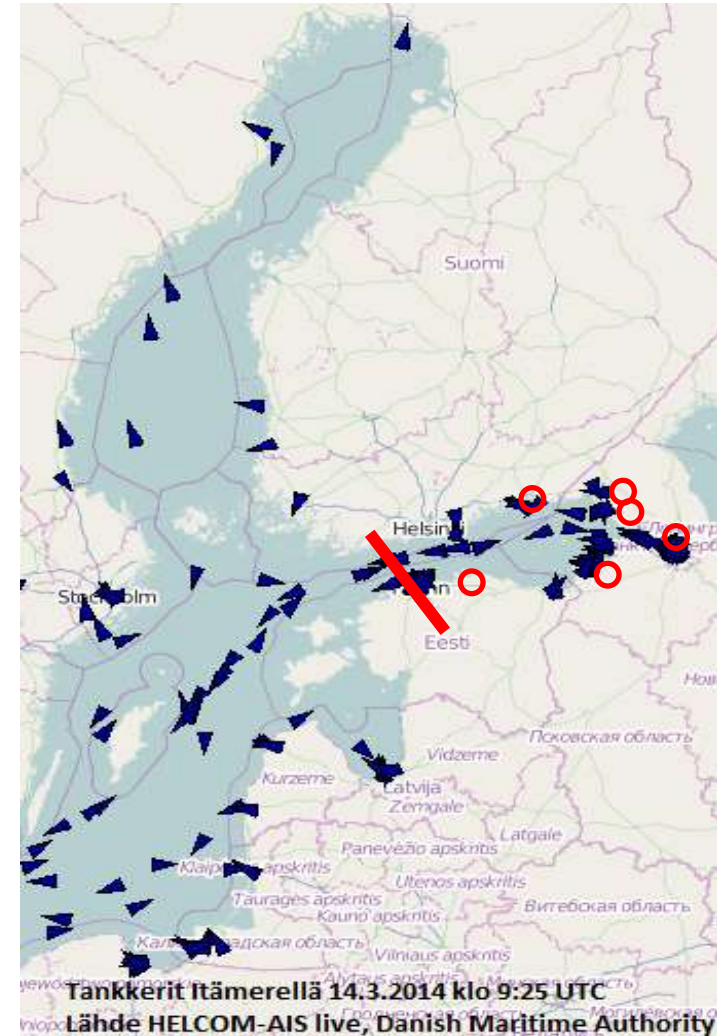 Suomi
Helsinki
Stockholm
Eesti
Псковская область
Vidzeme
Kurzeme
Latvija
Zemgale
Latgale
Panevėžio apskritis
Utenos apskritis
Tauragės apskritis
Kauno apskritis
Витебская область
Vilniaus apskritis
Alytaus apskritis
Tankkerit Itämerellä 14.3.2014 klo 9:25 UTC
Lähde HELCOM-AIS live, Danish Maritime Authority